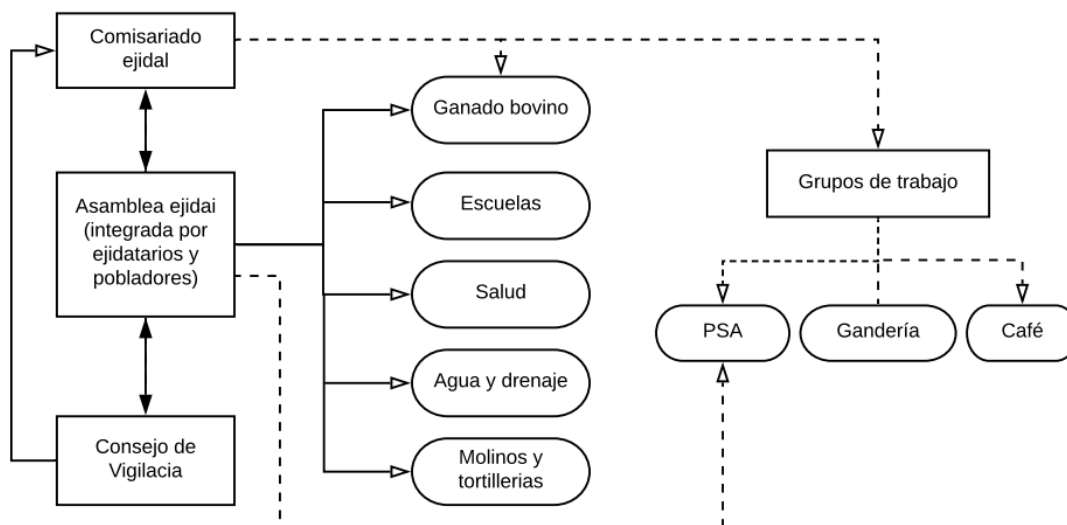 Comisariado
ejidal
Asamblea ejidai
(integrada por
ejidatarios y
pobladores)
Consejo de
Vigilacia
Ganado bovino
Escuelas
Salud
Agua y drenaje
Molinos y
tortillerias
Grupos de trabajo
PSA
Gandería
Café